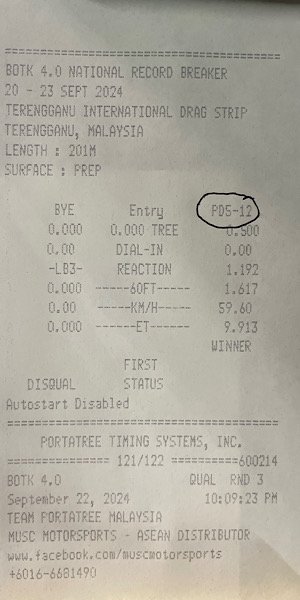 ========================================
BOTK 4.0 NATIONAL RECORD BREAKER
20 - 23 SEPT 2024
TERENGGANU INTERNATIONAL DRAG STRIP
TERENGGANU, MALAYSIA
LENGTH : 201M
SURFACE : PREP
BYE Entry PD5-12
0.000 0.000 TREE 0.500
0.00 DIAL-IN 0.00
-LB3- REACTION 1.192
0.000 -----60FT----- 1.617
0.00 -----KM/H----- 59.60
0.000 ------ET------ 9.913
WINNER
FIRST
DISQUAL STATUS
Autostart Disabled
========================================
PORTATREE TIMING SYSTEMS, INC.
=============== 121/122 ==========600214
BOTK 4.0 QUAL RND 3
September 22, 2024 10:09:23 PM
TEAM PORTATREE MALAYSIA
MUSC MOTORSPORTS - ASEAN DISTRIBUTOR
www.facebook.com/muscmotorsports
+6016-6681490